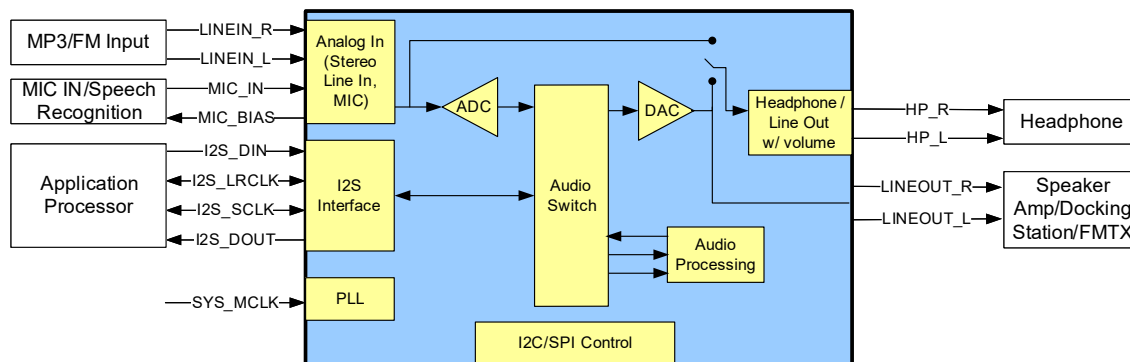 MP3/FM Input
LINEIN_R
LINEIN_L
MIC IN/Speech
Recognition
MIC_IN
MIC_BIAS
Application
Processor
I2S_DIN
I2S_LRCLK
I2S_SCLK
I2S_DOUT
SYS_MCLK
Analog In
(Stereo
Line In,
MIC)
I2S
Interface
PLL
ADC
Audio
Switch
DAC
Audio
Processing
I2C/SPI Control
Headphone /
Line Out
w/ volume
HP_R
HP_L
LINEOUT_R
LINEOUT_L
Headphone
Speaker
Amp/Docking
Station/FMTX